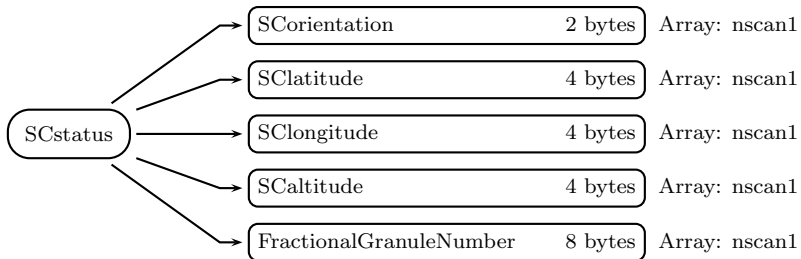 SCorientation 2 bytes Array: nscan1
SClatitude 4 bytes Array: nscan1
SCstatus
SClongitude 4 bytes Array: nscan1
SCaltitude 4 bytes Array: nscan1
FractionalGranuleNumber 8 bytes Array: nscan1